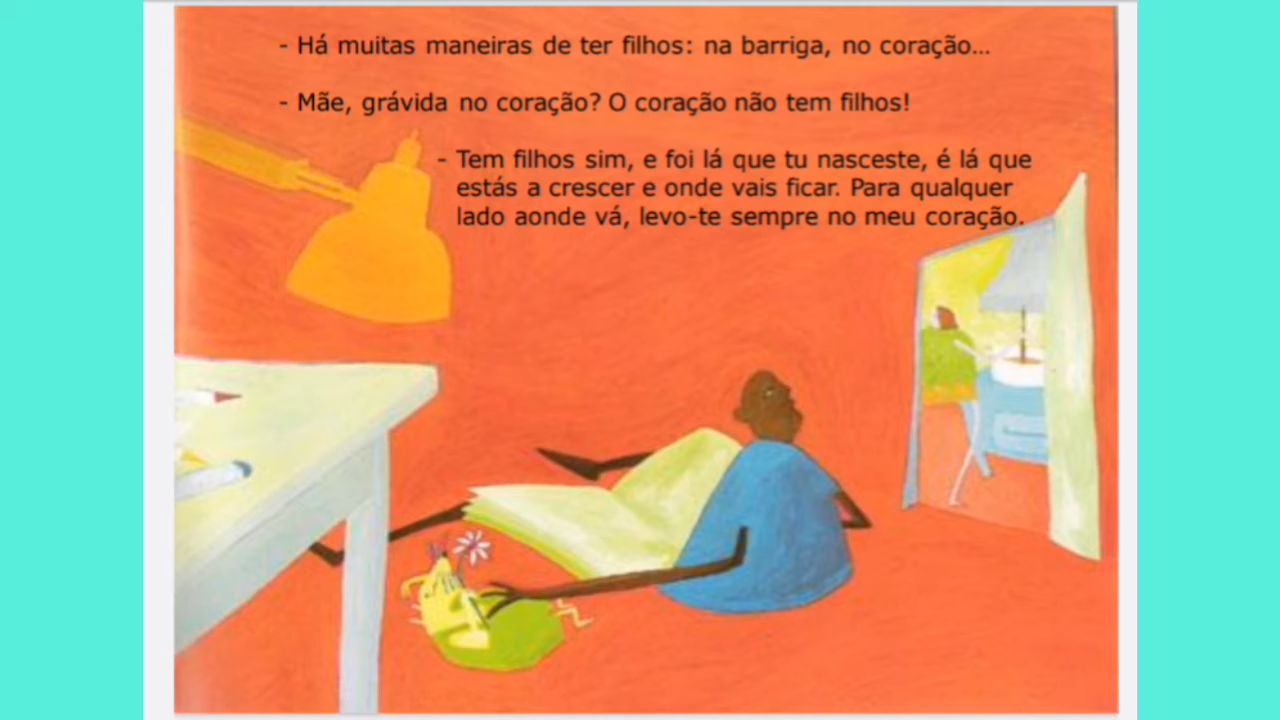 - Há muitas maneiras de ter filhos: na barriga, no coração...
- Mãe, grávida no coração? O coração não tem filhos!
- Tem filhos sim, e foi lá que tu nasceste, é lá que
estás a crescer e onde vais ficar. Para qualquer
lado aonde vá, levo-te sempre no meu coração.